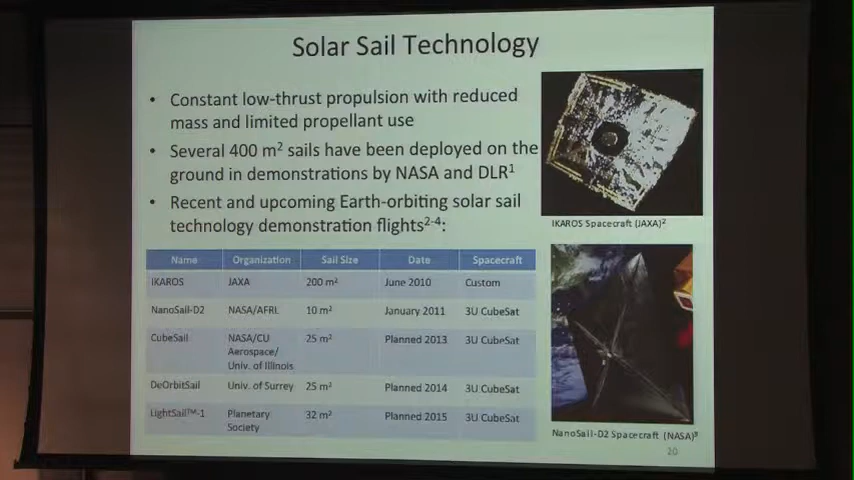 Solar Sail Technology
• Constant low-thrust propulsion with reduced
mass and limited propellant use
• Several 400 m² sails have been deployed on the
ground in demonstrations by NASA and DLR¹
• Recent and upcoming Earth-orbiting solar sail
technology demonstration flights²⁻⁴:
IKAROS Spacecraft (JAXA)²
Name Organization Sail Size Date Spacecraft
IKAROS JAXA 200 m² June 2010 Custom
NanoSail-D2 NASA/AFRL 10 m² January 2011 3U CubeSat
CubeSail NASA/CU 25 m² Planned 2013 3U CubeSat
Aerospace/
Univ. of Illinois
DeOrbitSail Univ. of Surrey 25 m² Planned 2014 3U CubeSat
LightSail™-1 Planetary 32 m² Planned 2015 3U CubeSat
Society
NanoSail-D2 Spacecraft (NASA)³
20